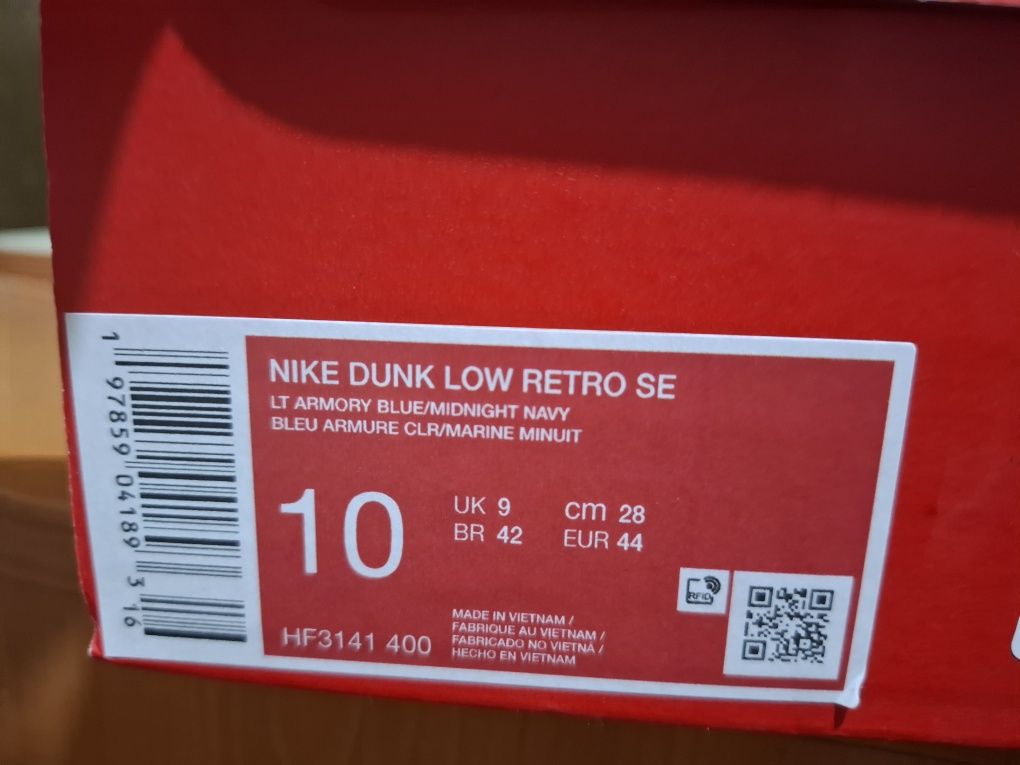 NIKE DUNK LOW RETRO SE
LT ARMORY BLUE/MIDNIGHT NAVY
BLEU ARMURE CLR/MARINE MINUIT
10
UK 9 cm 28
BR 42 EUR 44
RFID
MADE IN VIETNAM /
FABRIQUE AU VIETNAM /
FABRICADO NO VIETNÃ /
HECHO EN VIETNAM
HF3141 400
1 97859 04189 3 16